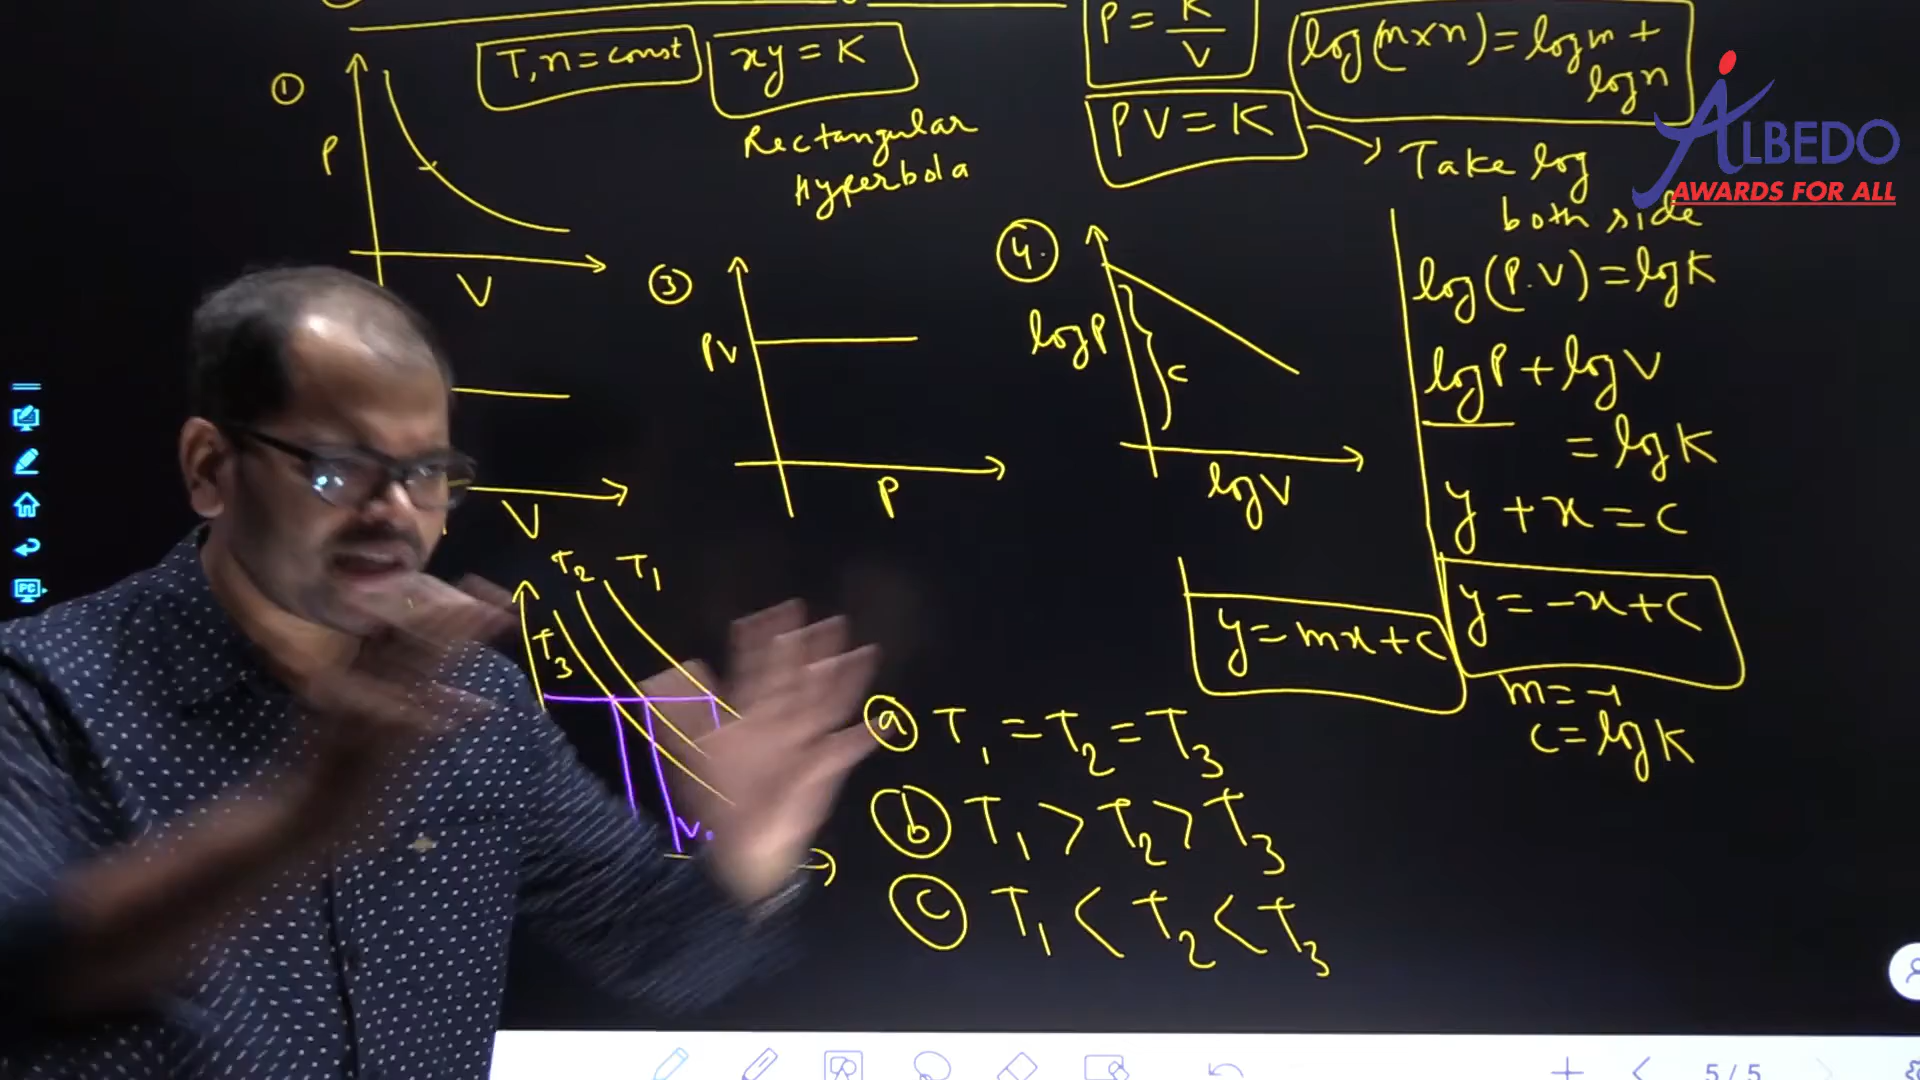 T, n = const
xy = K
P = K/V
log(m×n) = log m +
log n
①
P
V
Rectangular
Hyperbola
PV = K
Take log
both side
ALBEDO
AWARDS FOR ALL
③
PV
P
④
log P
C
log V
log(P.V) = log K
log P + log V
= log K
y + x = c
y = -x + c
y = mx + c
m = -1
c = log K
V
T₂
T₁
T₃
V
ⓐ T₁ = T₂ = T₃
ⓑ T₁ > T₂ > T₃
ⓒ T₁ < T₂ < T₃
PC
5 / 5